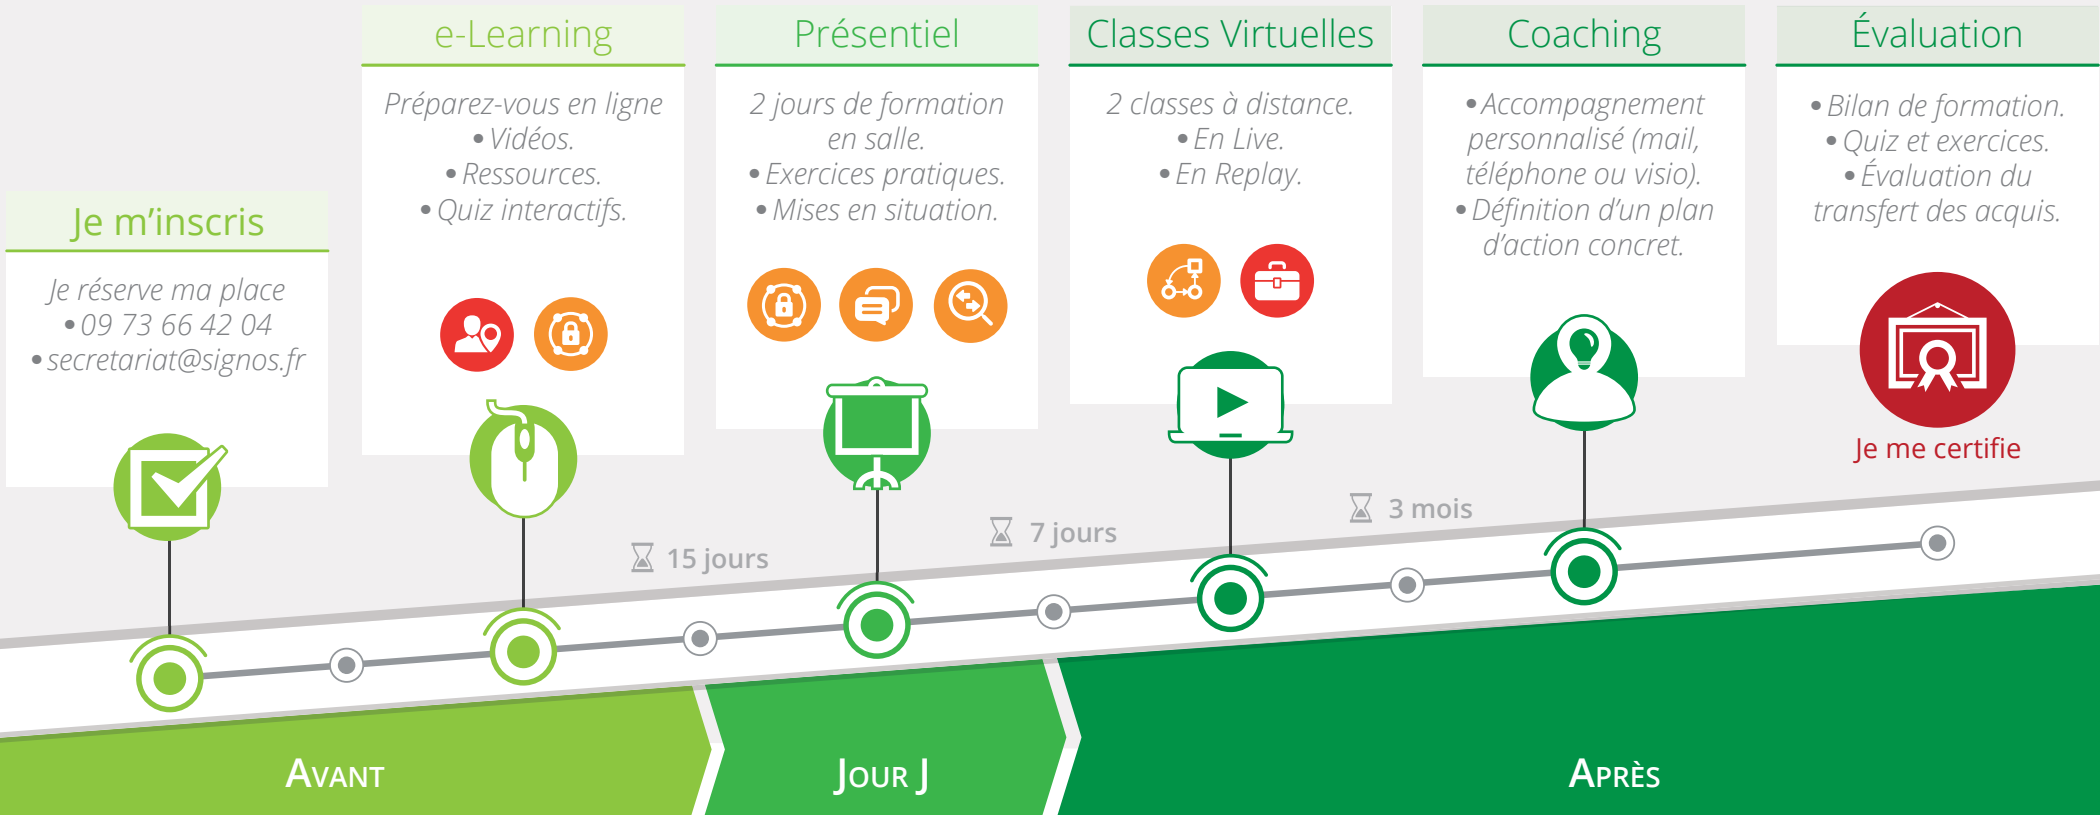 Je m'inscris
Je réserve ma place
• 09 73 66 42 04
• secretariat@signos.fr
e-Learning
Préparez-vous en ligne
• Vidéos.
• Ressources.
• Quiz interactifs.
Présentiel
2 jours de formation
en salle.
• Exercices pratiques.
• Mises en situation.
Classes Virtuelles
2 classes à distance.
• En Live.
• En Replay.
Coaching
• Accompagnement
personnalisé (mail,
téléphone ou visio).
• Définition d'un plan
d'action concret.
Évaluation
• Bilan de formation.
• Quiz et exercices.
• Évaluation du
transfert des acquis.
Je me certifie
15 jours
7 jours
3 mois
Avant
Jour J
Après